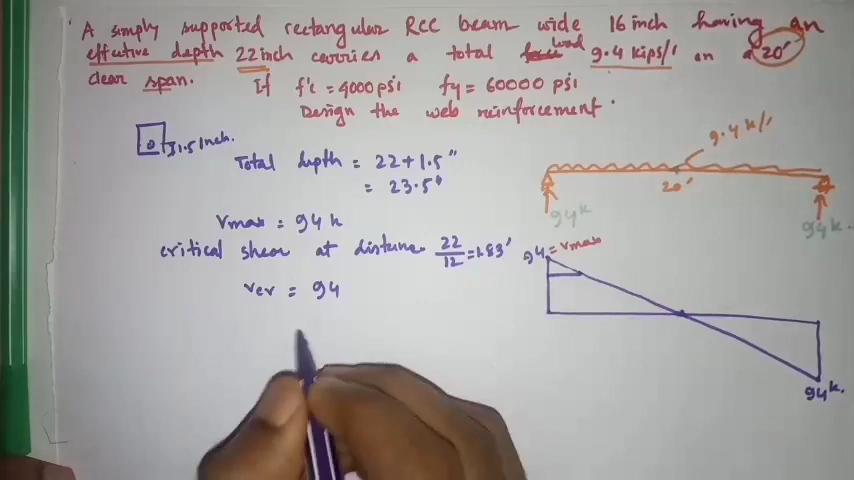 A simply supported rectangular RCC beam wide 16 inch having an
effective depth 22 inch carries a total load 9.4 kips/' on a 20'
clear span. If f'c = 4000 psi fy = 60000 psi
Design the web reinforcement.
1.5 inch.
Total depth = 22 + 1.5"
= 23.5"
Vmax = 94 k
critical shear at distance 22/12 = 1.83'
Vcr = 94
9.4 k/'
20'
94 k
94 k.
94 = Vmax
94 k.